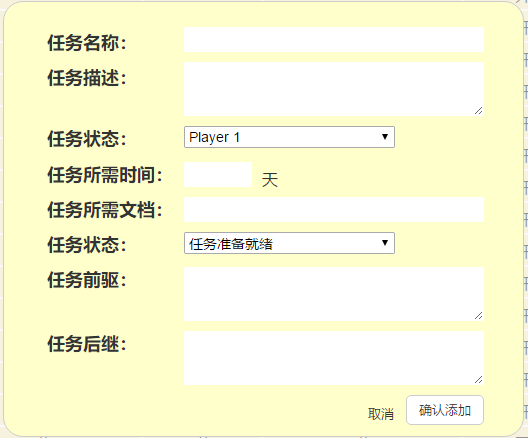 任务名称：
任务描述：
任务状态： Player 1
任务所需时间： 天
任务所需文档：
任务状态： 任务准备就绪
任务前驱：
任务后继：
取消 确认添加